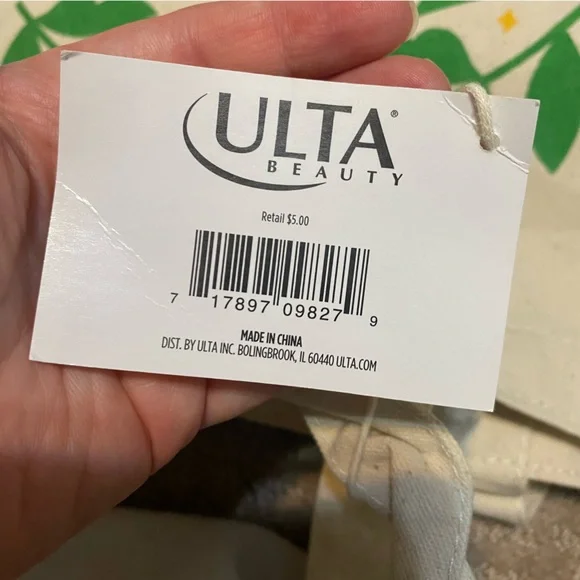 ULTA®
BEAUTY
Retail $5.00
7 17897 09827 9
MADE IN CHINA
DIST. BY ULTA INC. BOLINGBROOK, IL 60440 ULTA.COM